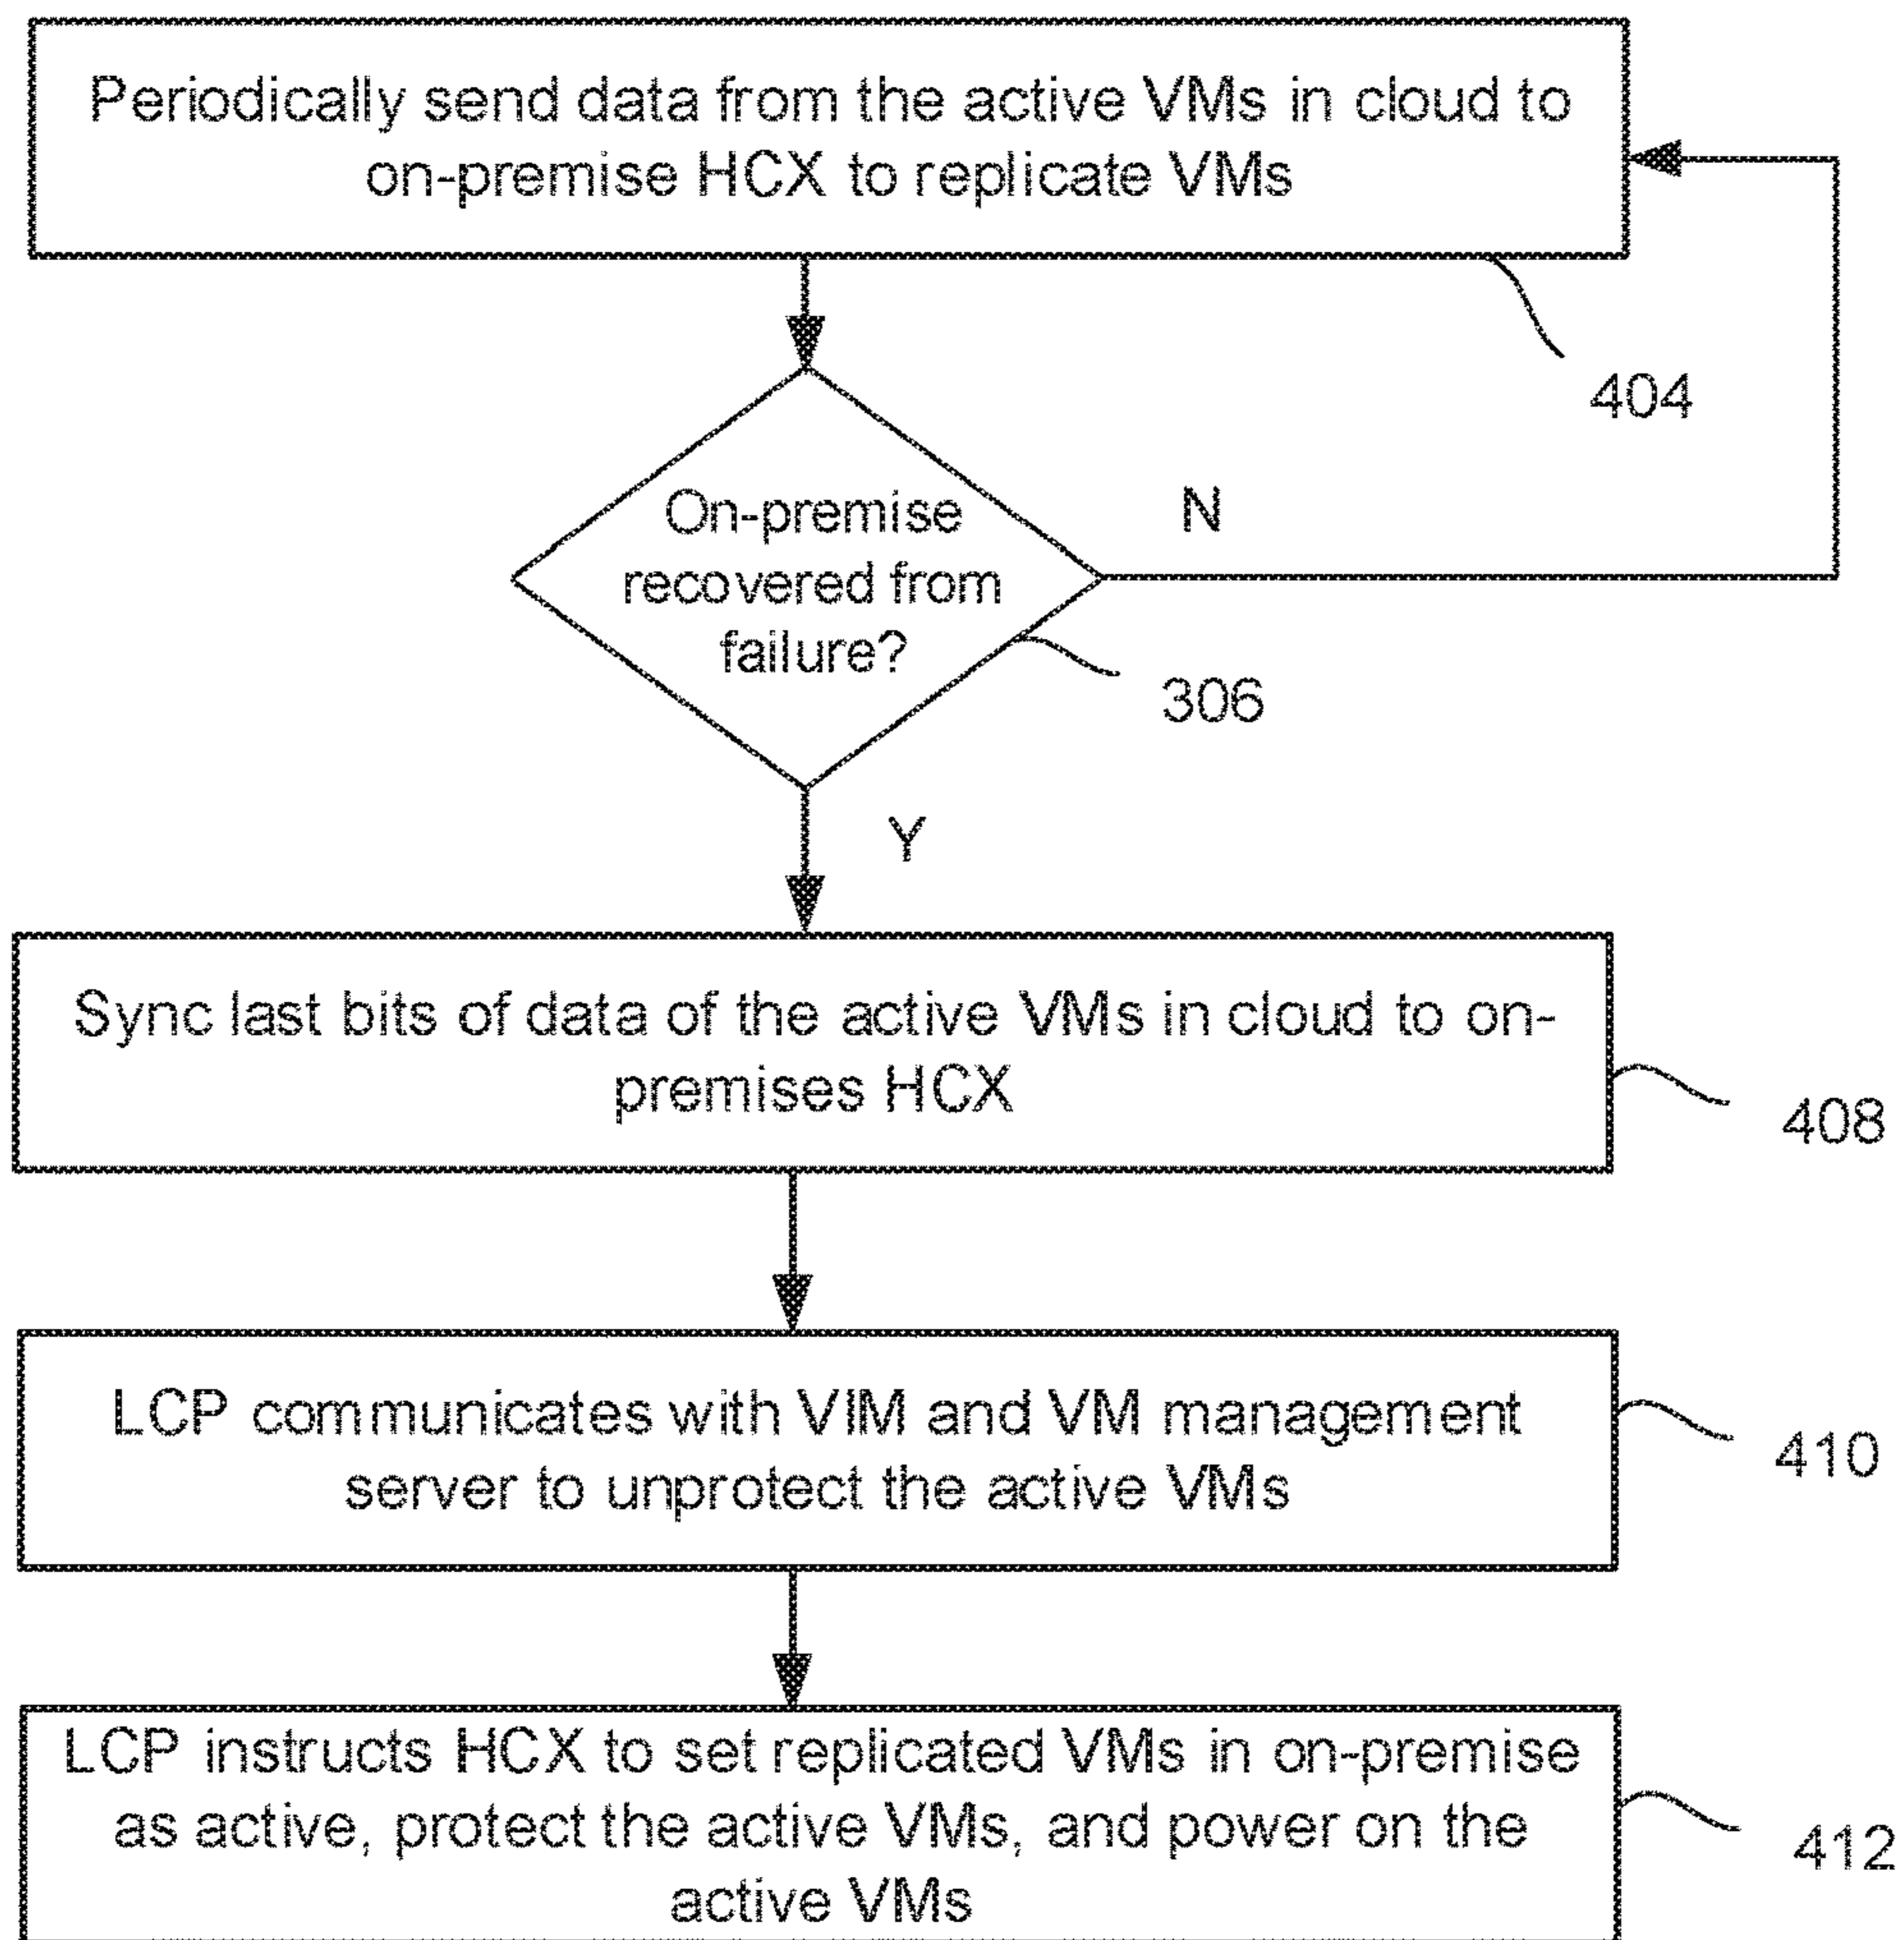 Periodically send data from the active VMs in cloud to
on-premise HCX to replicate VMs
404
On-premise
recovered from
failure?
N
306
Y
Sync last bits of data of the active VMs in cloud to on-
premises HCX
408
LCP communicates with VIM and VM management
server to unprotect the active VMs
410
LCP instructs HCX to set replicated VMs in on-premise
as active, protect the active VMs, and power on the
active VMs
412